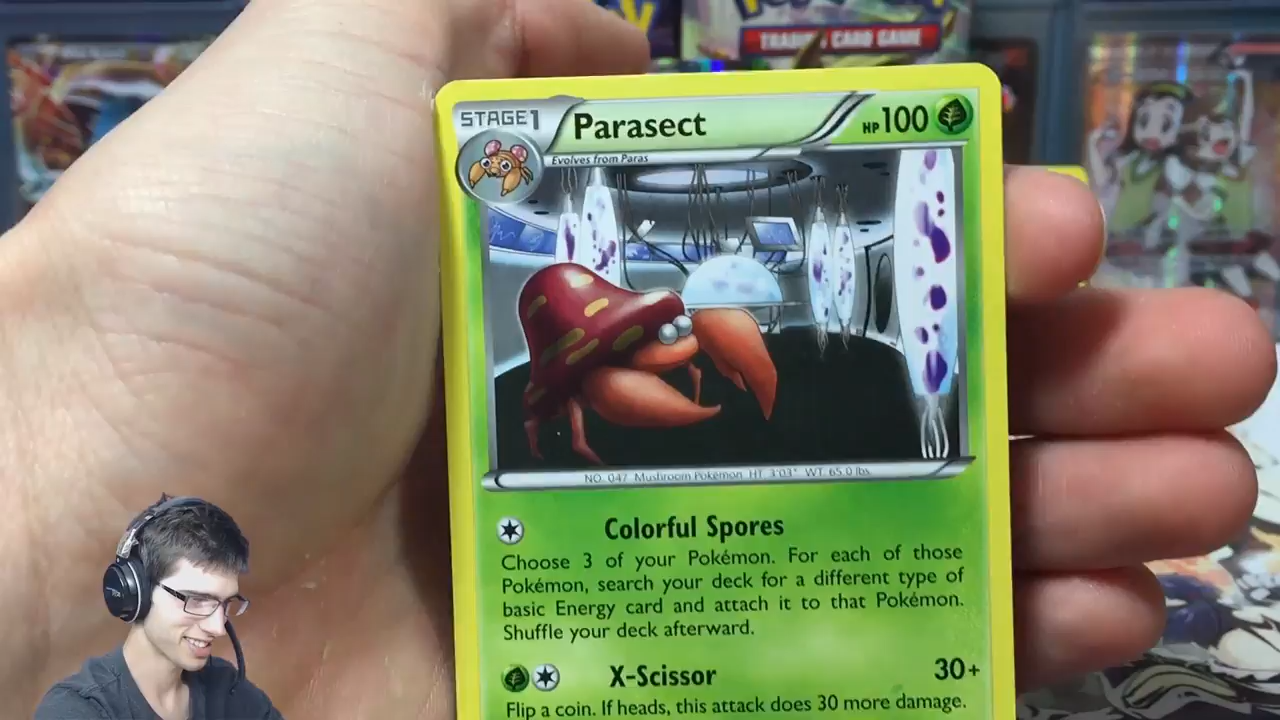 TRADING CARD GAME
STAGE1
Parasect
HP100
Evolves from Paras
NO. 047 Mushroom Pokémon HT 3'03" WT 65.0 lbs.
Colorful Spores
Choose 3 of your Pokémon. For each of those
Pokémon, search your deck for a different type of
basic Energy card and attach it to that Pokémon.
Shuffle your deck afterward.
X-Scissor
30+
Flip a coin. If heads, this attack does 30 more damage.